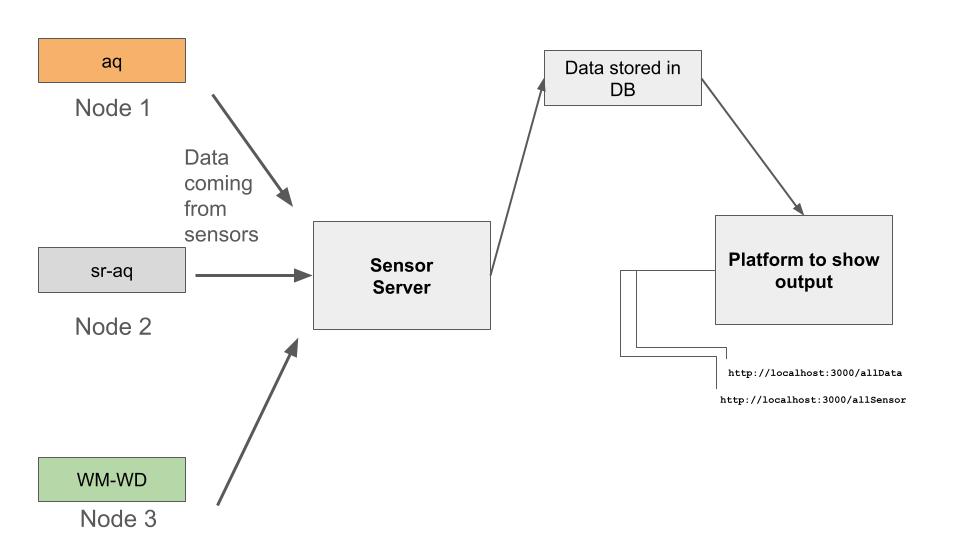 aq
Node 1
Data
coming
from
sensors
sr-aq
Node 2
WM-WD
Node 3
Sensor
Server
Data stored in
DB
Platform to show
output
http://localhost:3000/allData
http://localhost:3000/allSensor